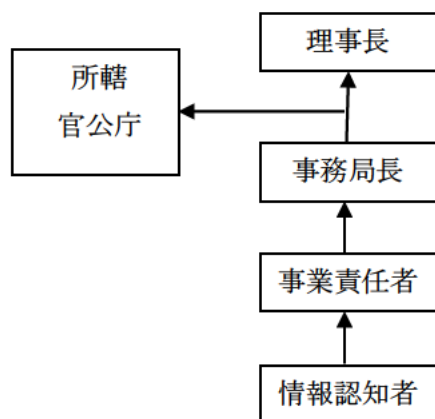 理事長
所轄
官公庁
事務局長
事業責任者
情報認知者